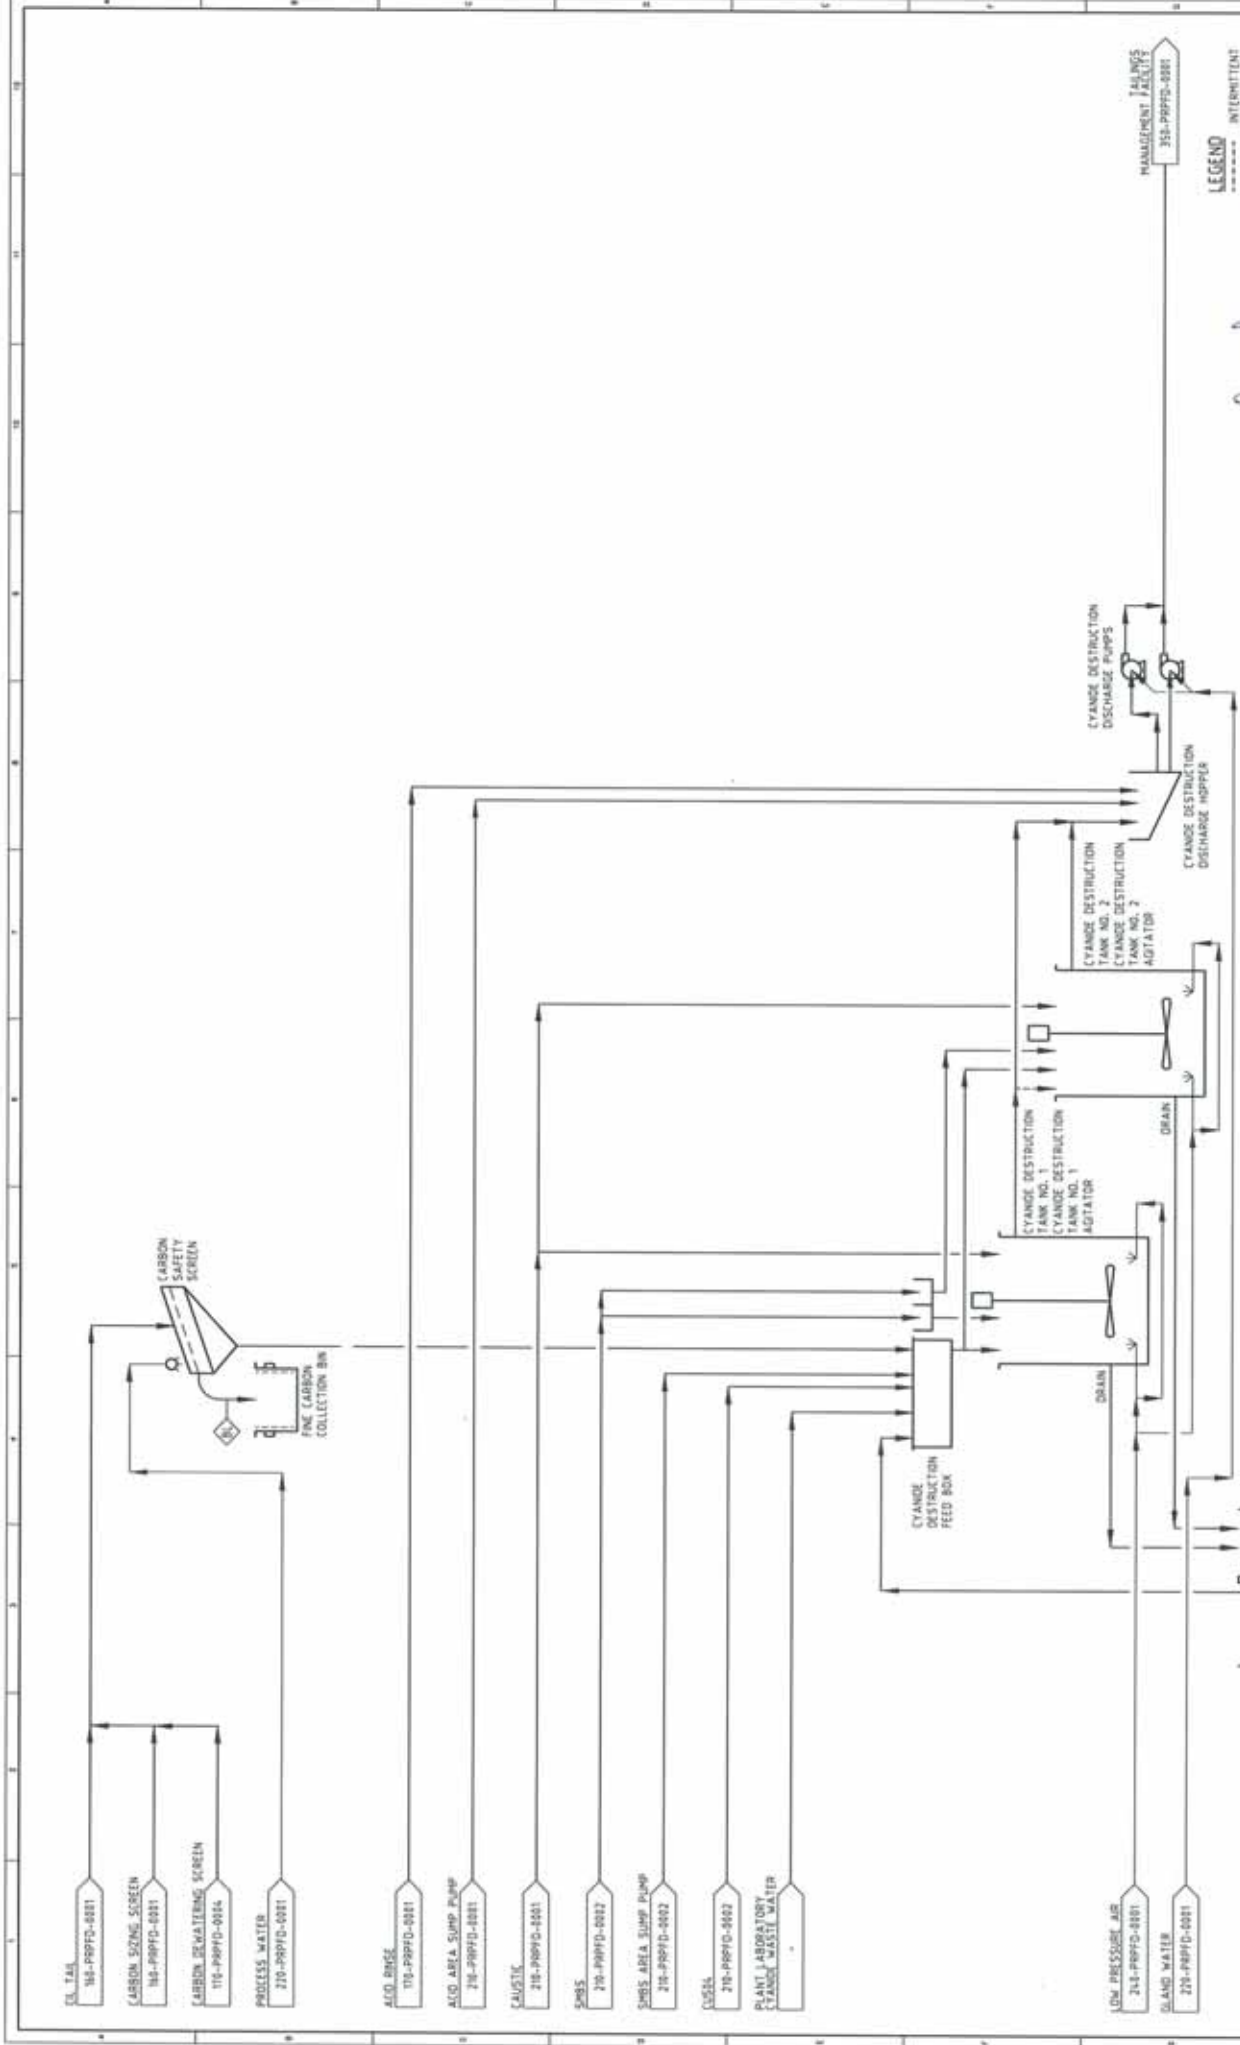 CIL TAIL
160-PRPFD-0001
CARBON SIZING SCREEN
160-PRPFD-0001
CARBON DEWATERING SCREEN
170-PRPFD-0004
PROCESS WATER
220-PRPFD-0001
ACID RINSE
170-PRPFD-0001
ACID AREA SUMP PUMP
210-PRPFD-0001
CAUSTIC
210-PRPFD-0001
SMBS
210-PRPFD-0002
SMBS AREA SUMP PUMP
210-PRPFD-0002
CUSO4
210-PRPFD-0002
PLANT LABORATORY
CYANIDE WASTE WATER
LOW PRESSURE AIR
240-PRPFD-0001
GLAND WATER
220-PRPFD-0001
CARBON
SAFETY
SCREEN
FINE CARBON
COLLECTION BIN
CYANIDE
DESTRUCTION
FEED BOX
DRAIN
CYANIDE DESTRUCTION
TANK NO. 1
CYANIDE DESTRUCTION
TANK NO. 1
AGITATOR
DRAIN
CYANIDE DESTRUCTION
TANK NO. 2
CYANIDE DESTRUCTION
TANK NO. 2
AGITATOR
CYANIDE DESTRUCTION
DISCHARGE HOPPER
CYANIDE DESTRUCTION
DISCHARGE PUMPS
TAILINGS
MANAGEMENT FACILITY
350-PRPFD-0001
LEGEND
INTERMITTENT